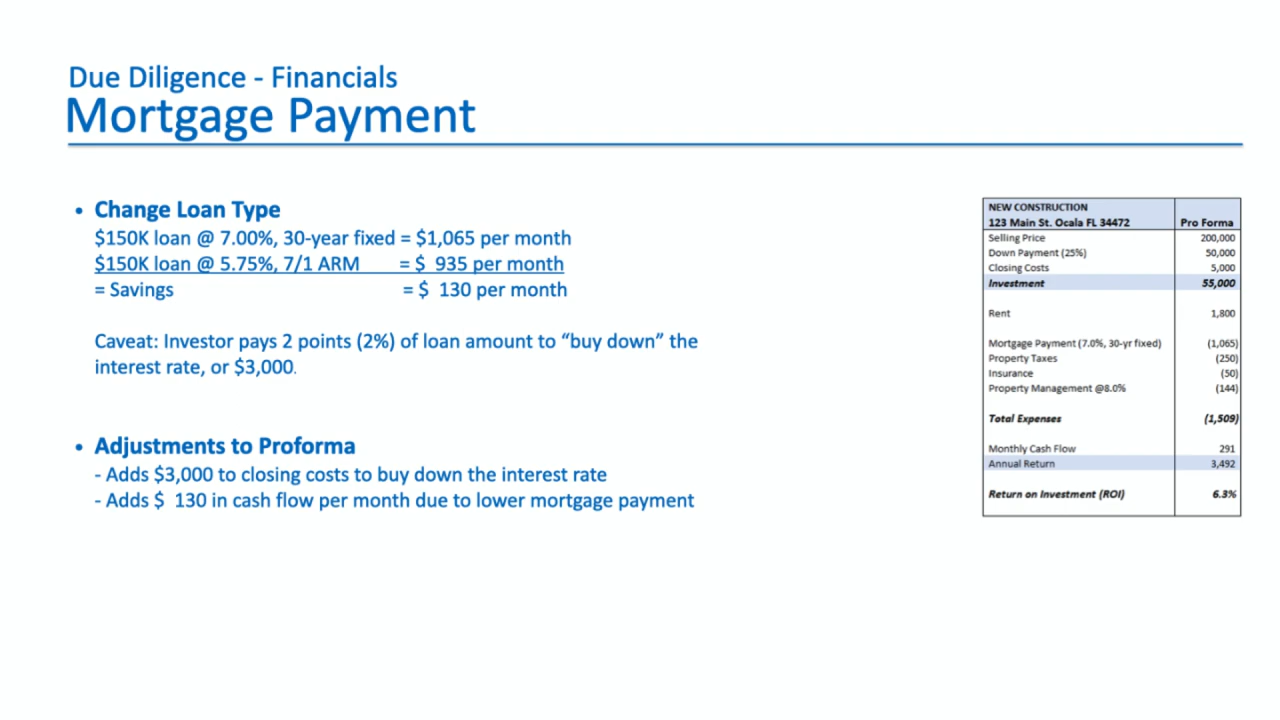 Due Diligence - Financials
Mortgage Payment
• Change Loan Type
$150K loan @ 7.00%, 30-year fixed = $1,065 per month
$150K loan @ 5.75%, 7/1 ARM = $ 935 per month
= Savings = $ 130 per month
Caveat: Investor pays 2 points (2%) of loan amount to “buy down” the
interest rate, or $3,000.
• Adjustments to Proforma
- Adds $3,000 to closing costs to buy down the interest rate
- Adds $ 130 in cash flow per month due to lower mortgage payment
NEW CONSTRUCTION
123 Main St. Ocala FL 34472 Pro Forma
Selling Price 200,000
Down Payment (25%) 50,000
Closing Costs 5,000
Investment 55,000
Rent 1,800
Mortgage Payment (7.0%, 30-yr fixed) (1,065)
Property Taxes (250)
Insurance (50)
Property Management @8.0% (144)
Total Expenses (1,509)
Monthly Cash Flow 291
Annual Return 3,492
Return on Investment (ROI) 6.3%